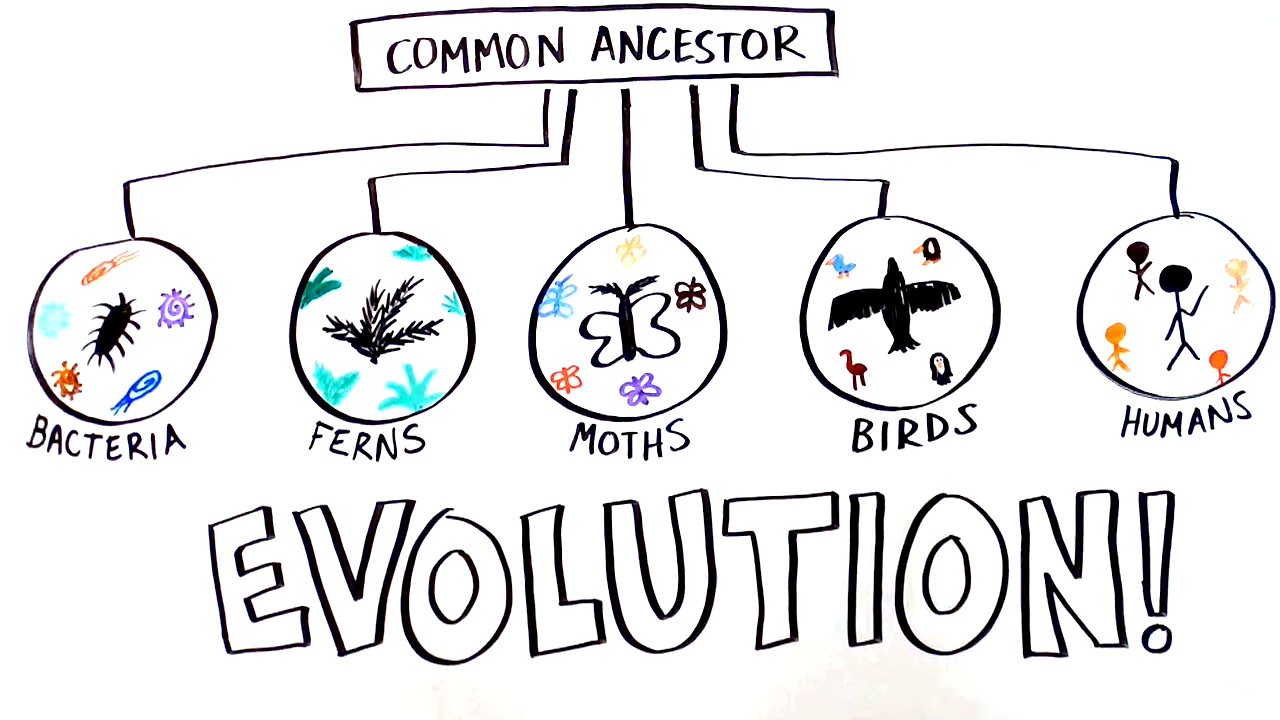 COMMON ANCESTOR
BACTERIA
FERNS
MOTHS
BIRDS
HUMANS
EVOLUTION!